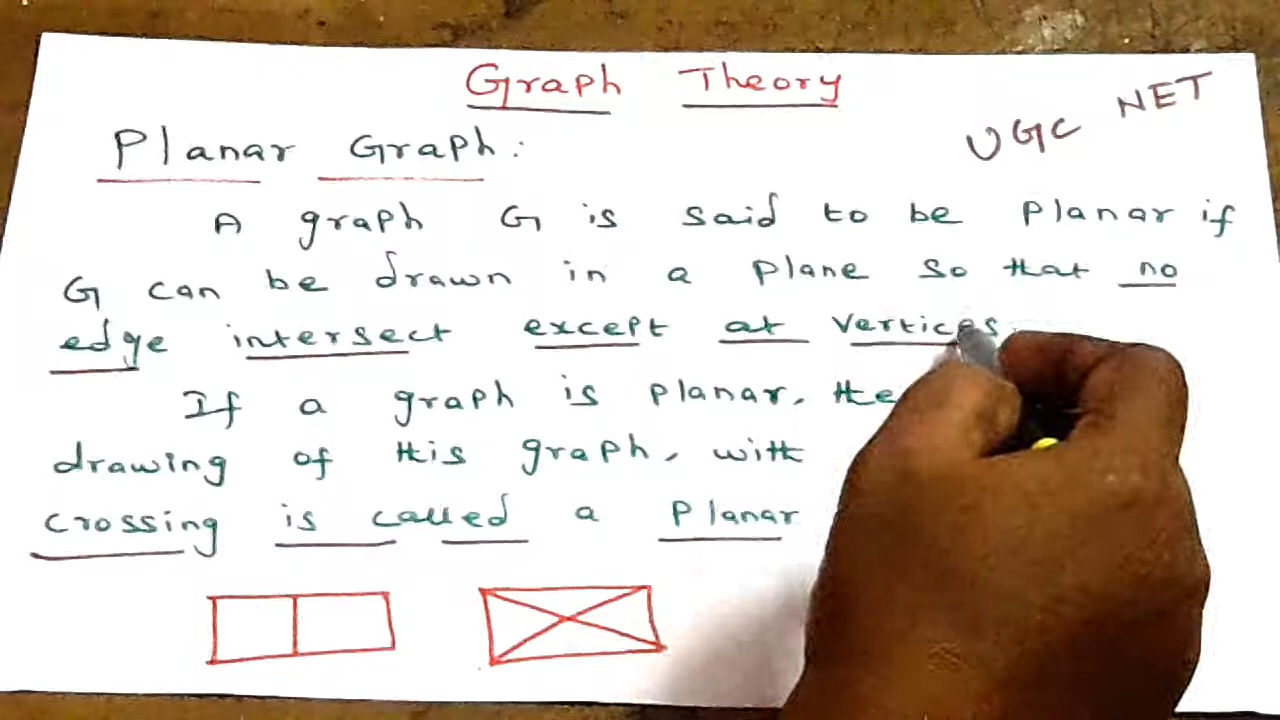 Graph Theory
UGC NET
Planar Graph:
A graph G is said to be planar if
G can be drawn in a plane so that no
edge intersect except at vertices.
If a graph is planar,
drawing of this graph,
crossing is called a planar